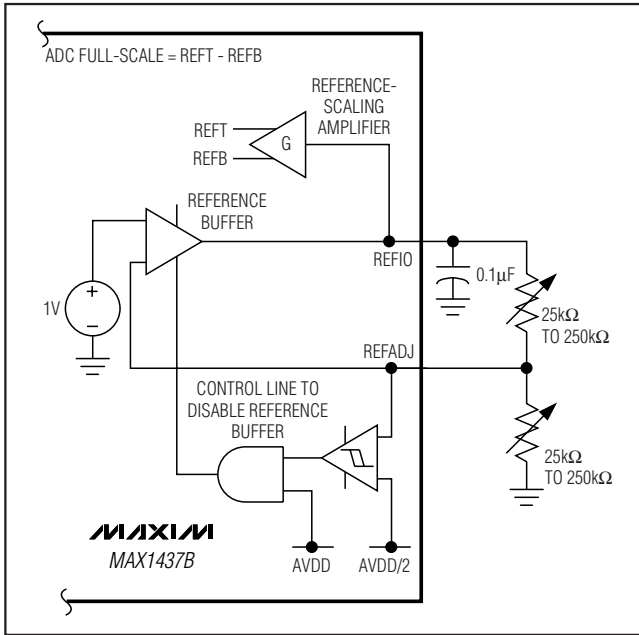 ADC FULL-SCALE = REFT - REFB
REFERENCE-
SCALING
AMPLIFIER
REFT
REFB
G
REFERENCE
BUFFER
REFIO
0.1µF
25kΩ
TO 250kΩ
1V
+
−
REFADJ
CONTROL LINE TO
DISABLE REFERENCE
BUFFER
25kΩ
TO 250kΩ
MAXIM
MAX1437B
AVDD
AVDD/2